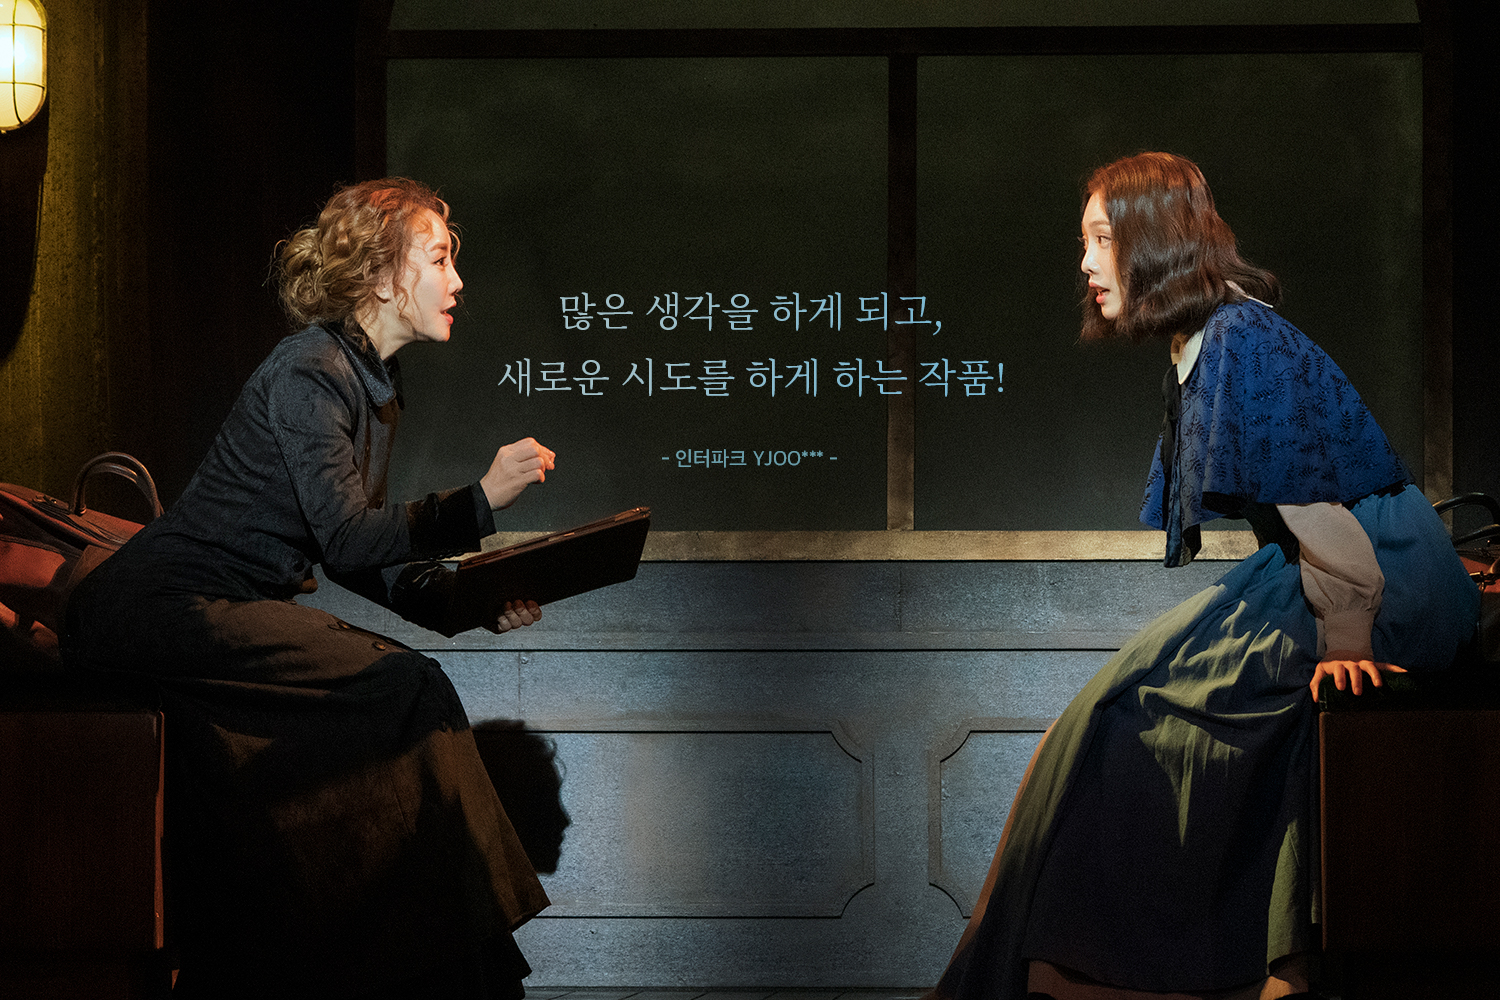 많은 생각을 하게 되고,
새로운 시도를 하게 하는 작품!
- 인터파크 YJOO*** -